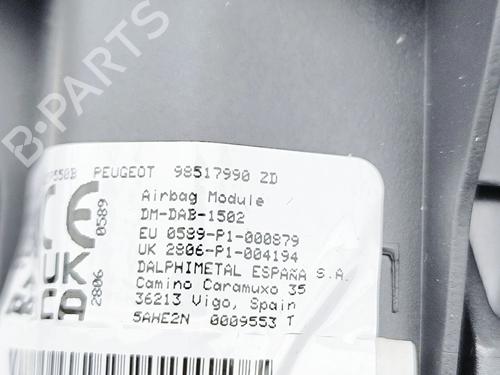 B-PARTS
PEUGEOT 98517990 ZD
Airbag Module
DM-DAB-1502
EU 0589-P1-000879
UK 2806-P1-004194
DALPHIMETAL ESPAÑA S.A.
Camino Caramuxo 35
36213 Vigo, Spain
5AHE2N 0009553 T
CE 0589
UK CA 2806